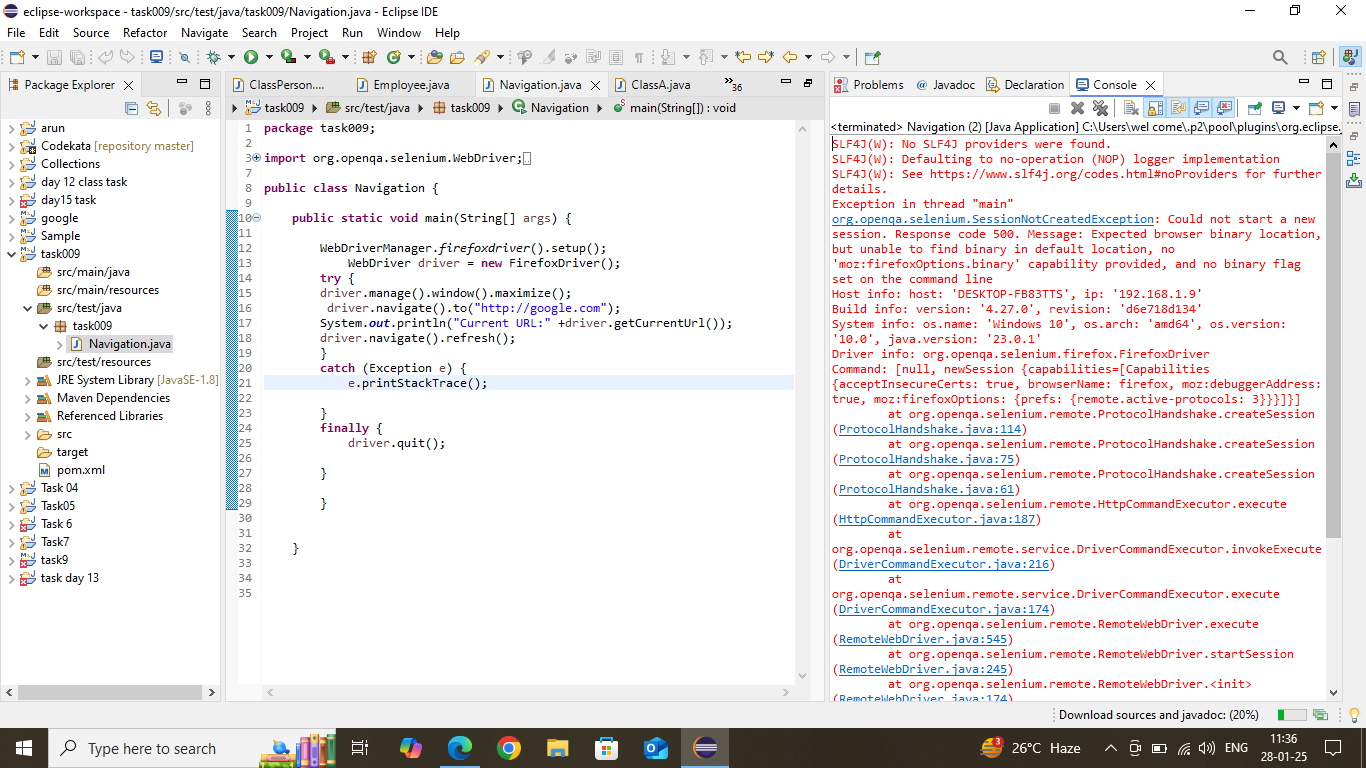 eclipse-workspace - task009/src/test/java/task009/Navigation.java - Eclipse IDE
File Edit Source Refactor Navigate Search Project Run Window Help
Package Explorer
arun
Codekata [repository master]
Collections
day 12 class task
day15 task
google
Sample
task009
src/main/java
src/main/resources
src/test/java
task009
Navigation.java
src/test/resources
JRE System Library [JavaSE-1.8]
Maven Dependencies
Referenced Libraries
src
target
pom.xml
Task 04
Task05
Task 6
Task7
task9
task day 13
ClassPerson.... Employee.java Navigation.java ClassA.java »36
task009 src/test/java task009 Navigation main(String[]) : void
1 package task009;
2
3 import org.openqa.selenium.WebDriver;
7
8 public class Navigation {
9
10 public static void main(String[] args) {
11
12 WebDriverManager.firefoxdriver().setup();
13 WebDriver driver = new FirefoxDriver();
14 try {
15 driver.manage().window().maximize();
16 driver.navigate().to("http://google.com");
17 System.out.println("Current URL:" +driver.getCurrentUrl());
18 driver.navigate().refresh();
19 }
20 catch (Exception e) {
21 e.printStackTrace();
22
23 }
24 finally {
25 driver.quit();
26
27 }
28
29 }
30
31
32 }
33
34
35
Problems Javadoc Declaration Console
<terminated> Navigation (2) [Java Application] C:\Users\wel come\.p2\pool\plugins\org.eclipse.
SLF4J(W): No SLF4J providers were found.
SLF4J(W): Defaulting to no-operation (NOP) logger implementation
SLF4J(W): See https://www.slf4j.org/codes.html#noProviders for further
details.
Exception in thread "main"
org.openqa.selenium.SessionNotCreatedException: Could not start a new
session. Response code 500. Message: Expected browser binary location,
but unable to find binary in default location, no
'moz:firefoxOptions.binary' capability provided, and no binary flag
set on the command line
Host info: host: 'DESKTOP-FB83TTS', ip: '192.168.1.9'
Build info: version: '4.27.0', revision: 'd6e718d134'
System info: os.name: 'Windows 10', os.arch: 'amd64', os.version:
'10.0', java.version: '23.0.1'
Driver info: org.openqa.selenium.firefox.FirefoxDriver
Command: [null, newSession {capabilities=[Capabilities
{acceptInsecureCerts: true, browserName: firefox, moz:debuggerAddress:
true, moz:firefoxOptions: {prefs: {remote.active-protocols: 3}}}]}]
at org.openqa.selenium.remote.ProtocolHandshake.createSession
(ProtocolHandshake.java:114)
at org.openqa.selenium.remote.ProtocolHandshake.createSession
(ProtocolHandshake.java:75)
at org.openqa.selenium.remote.ProtocolHandshake.createSession
(ProtocolHandshake.java:61)
at org.openqa.selenium.remote.HttpCommandExecutor.execute
(HttpCommandExecutor.java:187)
at
org.openqa.selenium.remote.service.DriverCommandExecutor.invokeExecute
(DriverCommandExecutor.java:216)
at
org.openqa.selenium.remote.service.DriverCommandExecutor.execute
(DriverCommandExecutor.java:174)
at org.openqa.selenium.remote.RemoteWebDriver.execute
(RemoteWebDriver.java:545)
at org.openqa.selenium.remote.RemoteWebDriver.startSession
(RemoteWebDriver.java:245)
at org.openqa.selenium.remote.RemoteWebDriver.<init>
(RemoteWebDriver.java:174)
Download sources and javadoc: (20%)
Type here to search
3
26°C Haze
ENG
11:36
28-01-25